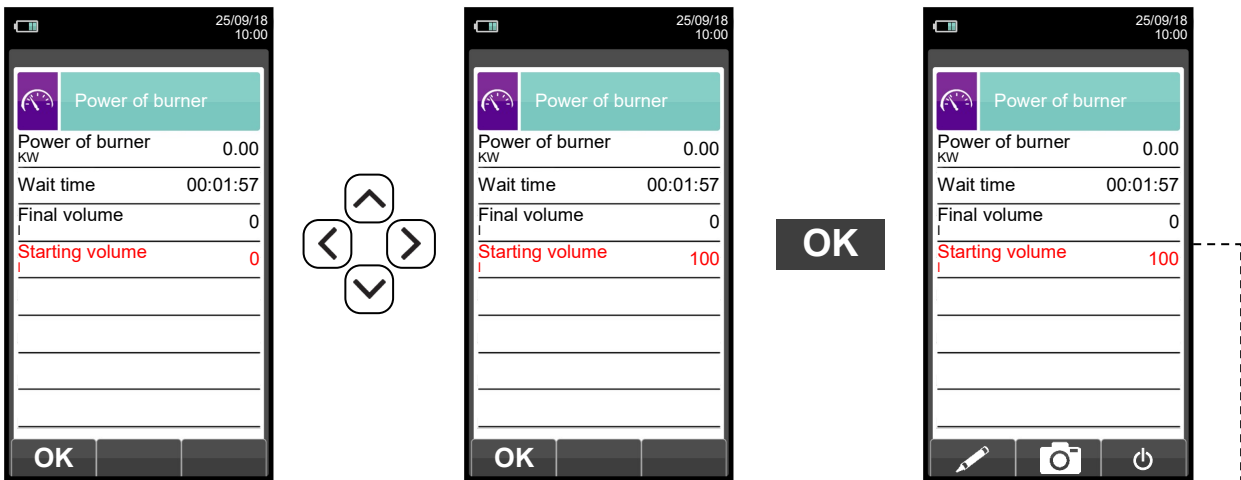 25/09/18
10:00
Power of burner
Power of burner 0.00
KW
Wait time 00:01:57
Final volume 0
l
Starting volume 0
l
OK
25/09/18
10:00
Power of burner
Power of burner 0.00
KW
Wait time 00:01:57
Final volume 0
l
Starting volume 100
l
OK
OK
25/09/18
10:00
Power of burner
Power of burner 0.00
KW
Wait time 00:01:57
Final volume 0
l
Starting volume 100
l